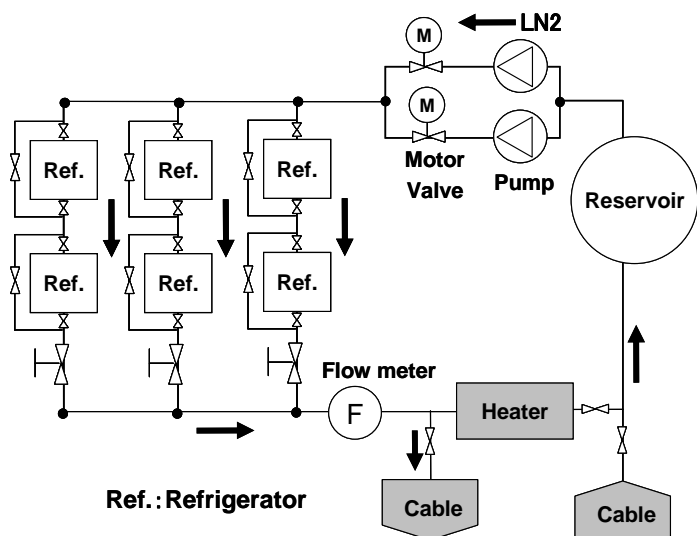 LN2
M
M
Motor
Valve
Pump
Reservoir
Ref.
Ref.
Ref.
Ref.
Ref.
Ref.
Flow meter
F
Heater
Cable
Cable
Ref.:Refrigerator